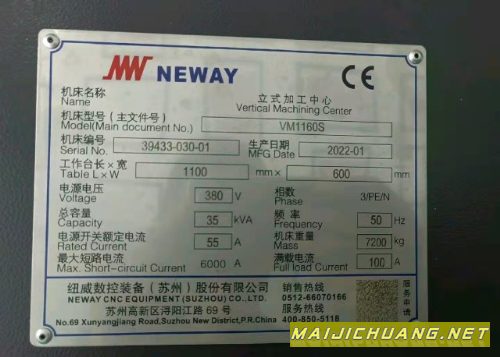 NEWAY CE
机床名称 立式加工中心
Name Vertical Machining Center
机床型号(主文件号) VM1160S
Model(Main document No.)
机床编号 39433-030-01 生产日期 2022-01
Serial No. MFG Date
工作台长×宽 1100 mm× 600 mm
Table L×W
电源电压 380 V 相数 3/PE/N
Voltage Phase
总容量 35 kVA 频率 50 Hz
Capacity Frequency
电源开关额定电流 55 A 机床重量 7200 kg
Rated Current Mass
最大短路电流 6000 A 满载电流 100 A
Max. Short-circuit Current Full load Current
纽威数控装备(苏州)股份有限公司 销售热线
NEWAY CNC EQUIPMENT (SUZHOU) CO.,LTD. 0512-66070166
苏州高新区浔阳江路 69 号 服务热线
No.69 Xunyangjiang Road,Suzhou New District,P.R.China 400-850-5118
服务申请
MAIJICHUANG.NET